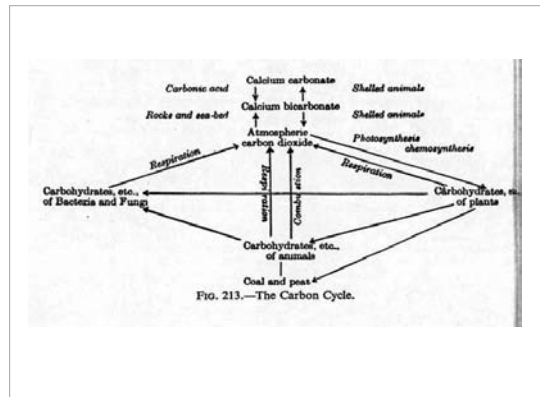 Calcium carbonate
Carbonic acid
Shelled animals
Calcium bicarbonate
Rocks and sea-bed
Shelled animals
Atmospheric
carbon dioxide
Photosynthesis
chemosynthesis
Respiration
Respiration
Respiration
Combustion
Carbohydrates, etc.,
of Bacteria and Fungi
Carbohydrates,
of plants
Carbohydrates, etc.,
of animals
Coal and peat
FIG. 213.—The Carbon Cycle.